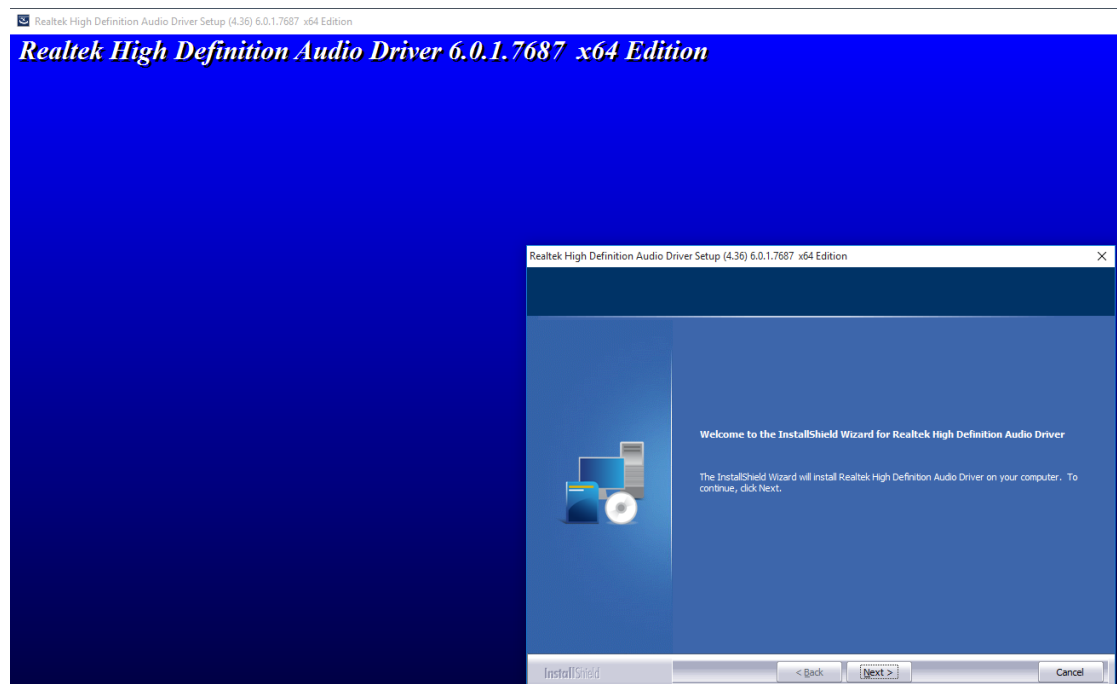 Realtek High Definition Audio Driver Setup (4.36) 6.0.1.7687 x64 Edition
Realtek High Definition Audio Driver 6.0.1.7687 x64 Edition
Realtek High Definition Audio Driver Setup (4.36) 6.0.1.7687 x64 Edition
Welcome to the InstallShield Wizard for Realtek High Definition Audio Driver
The InstallShield Wizard will install Realtek High Definition Audio Driver on your computer. To
continue, click Next.
InstallShield
< Back
Next >
Cancel